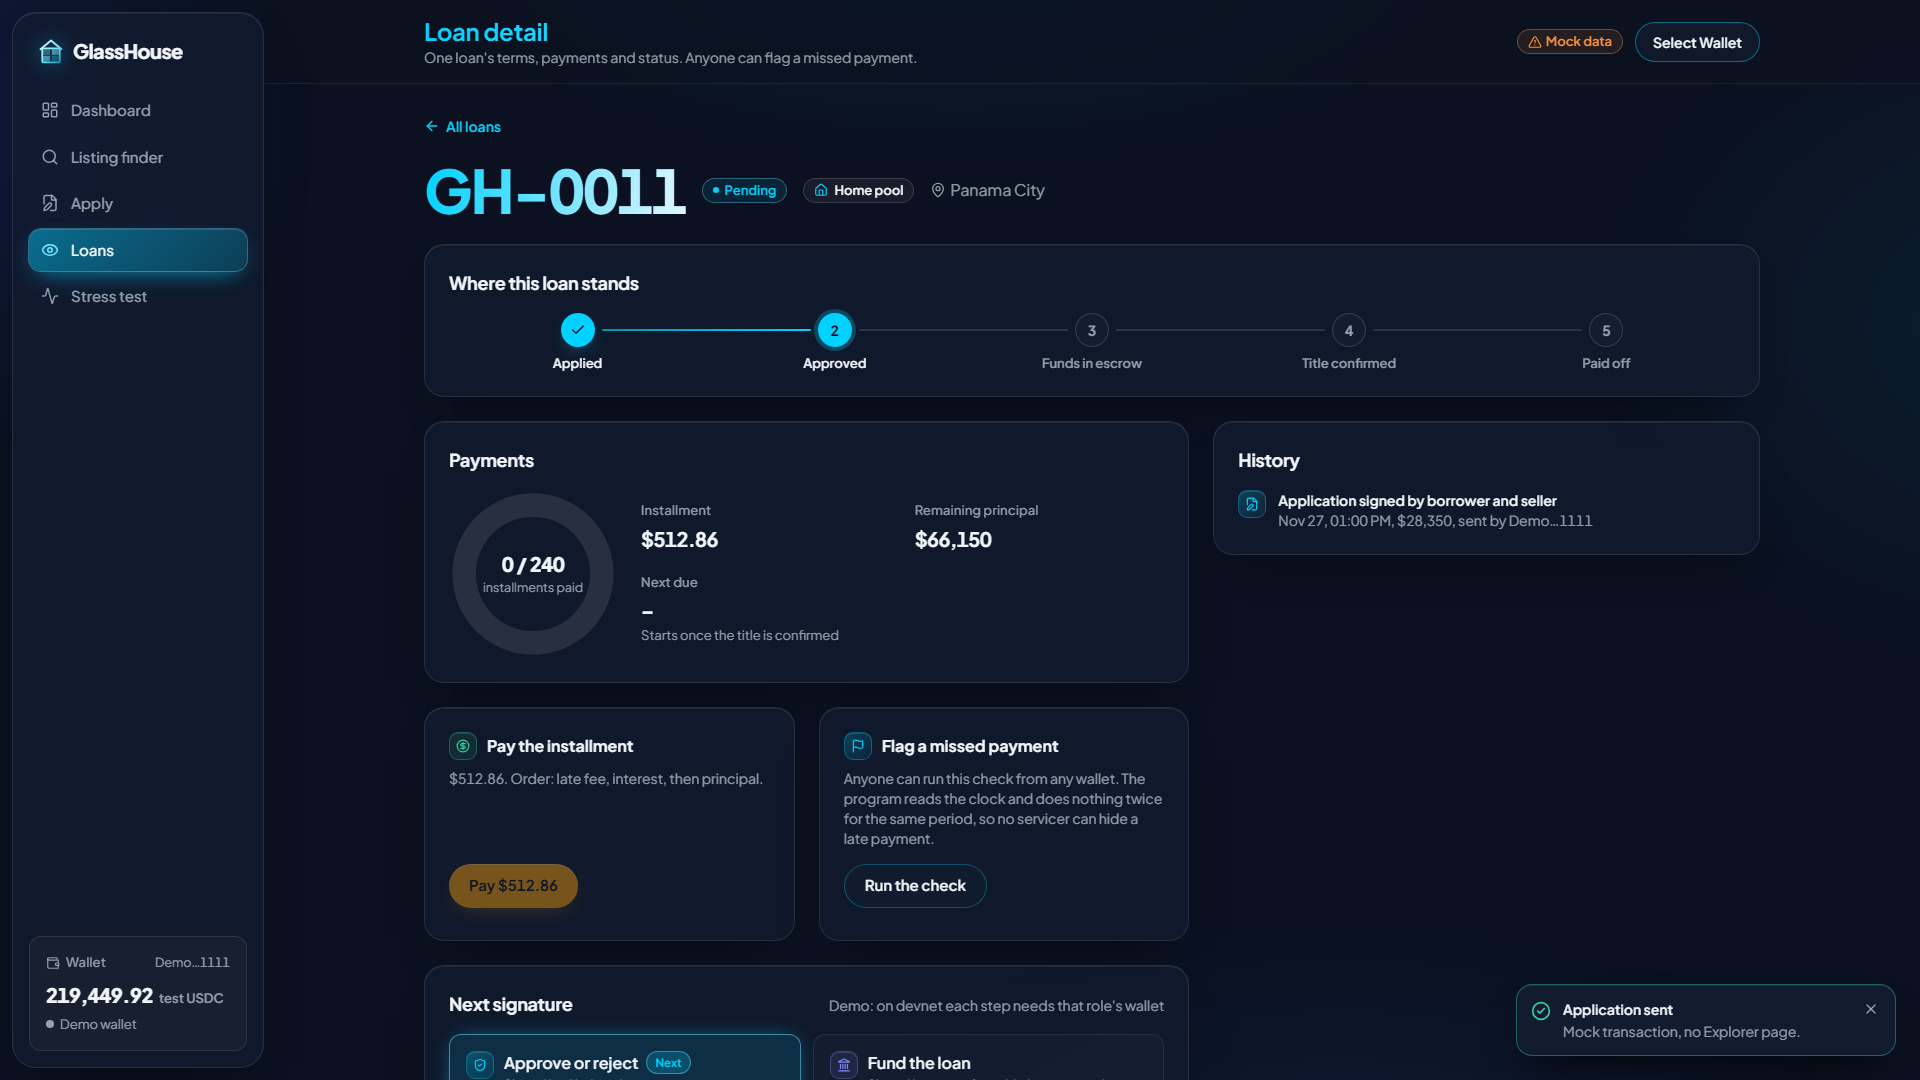 GlassHouse
Dashboard
Listing finder
Apply
Loans
Stress test
Wallet
Demo...1111
219,449.92 test USDC
Demo wallet
Loan detail
One loan's terms, payments and status. Anyone can flag a missed payment.
Mock data
Select Wallet
All loans
GH-0011
Pending
Home pool
Panama City
Where this loan stands
Applied
2
Approved
3
Funds in escrow
4
Title confirmed
5
Paid off
Payments
0 / 240
installments paid
Installment
$512.86
Remaining principal
$66,150
Next due
–
Starts once the title is confirmed
History
Application signed by borrower and seller
Nov 27, 01:00 PM, $28,350, sent by Demo...1111
Pay the installment
$512.86. Order: late fee, interest, then principal.
Pay $512.86
Flag a missed payment
Anyone can run this check from any wallet. The
program reads the clock and does nothing twice
for the same period, so no servicer can hide a
late payment.
Run the check
Next signature
Demo: on devnet each step needs that role's wallet
Approve or reject
Next
Fund the loan
Application sent
Mock transaction, no Explorer page.